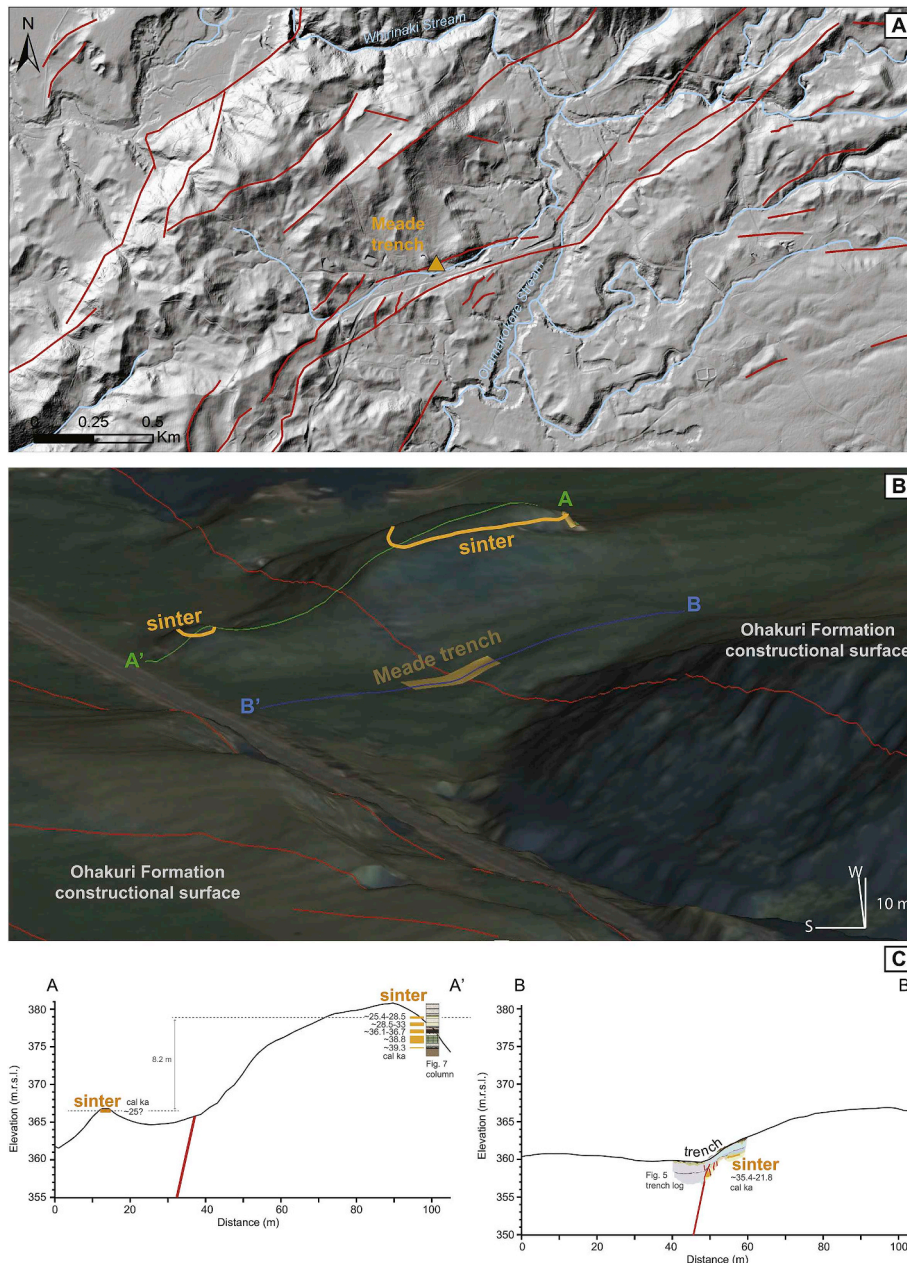 N
Whirinaki Stream
A
Meade
trench
Otamakokore Stream
0 0.25 0.5
Km
B
A
sinter
B
sinter
Ohakuri Formation
constructional surface
A'
Meade trench
B'
Ohakuri Formation
constructional surface
W
S
10 m
C
A A'
sinter
~25.4-28.5
~28.5-33
~36.1-36.7
~38.8
~39.3
cal ka
Fig. 7
column
8.2 m
sinter
cal ka
~25?
Elevation (m.r.s.l.)
380
375
370
365
360
355
0 20 40 60 80 100
Distance (m)
B B
380
375
370
365
360
355
350
Elevation (m.r.s.l.)
trench
sinter
~35.4-21.8
cal ka
Fig. 5
trench log
0 20 40 60 80 100
Distance (m)